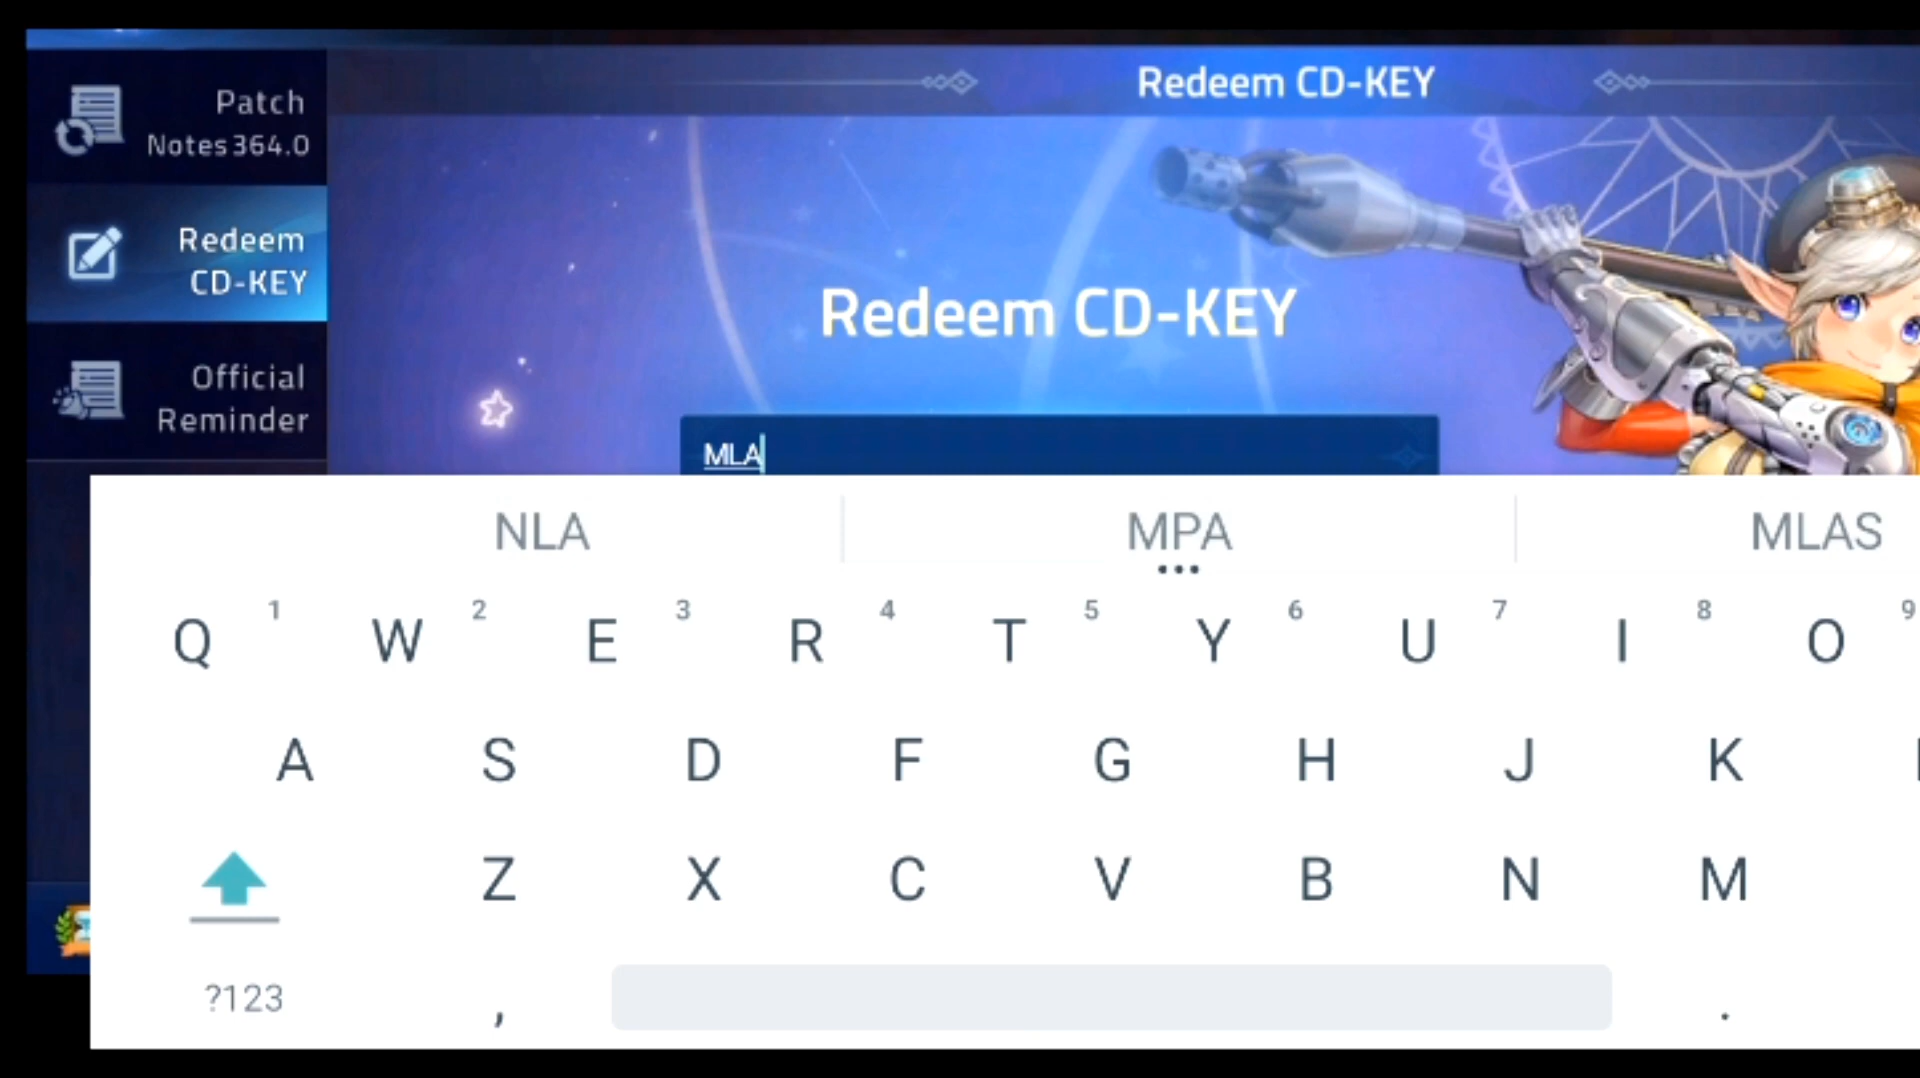 Redeem CD-KEY
Patch
Notes 364.0
Redeem
CD-KEY
Official
Reminder
Redeem CD-KEY
MLA
NLA MPA MLAS
1 2 3 4 5 6 7 8 9
Q W E R T Y U I O
A S D F G H J K
Z X C V B N M
?123 , .